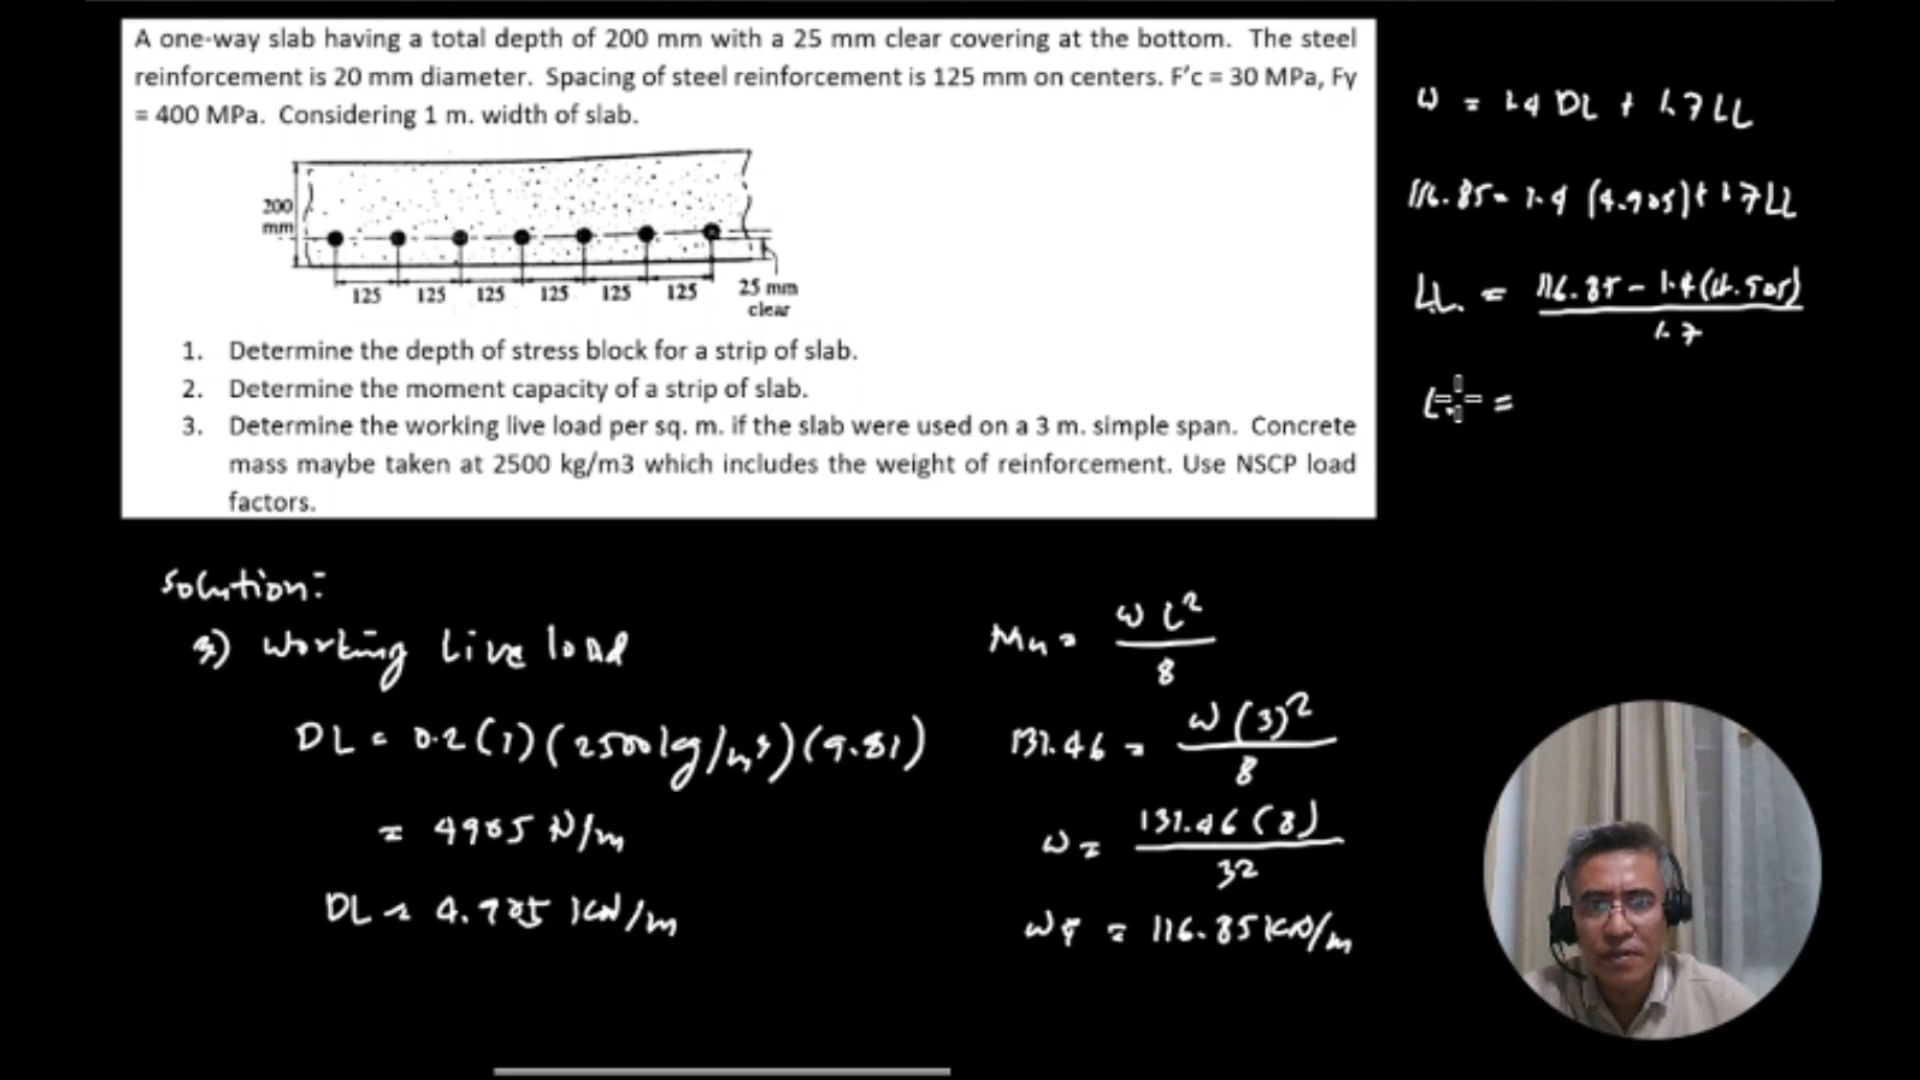 A one-way slab having a total depth of 200 mm with a 25 mm clear covering at the bottom. The steel
reinforcement is 20 mm diameter. Spacing of steel reinforcement is 125 mm on centers. F'c = 30 MPa, Fy
= 400 MPa. Considering 1 m. width of slab.
200
mm
125 125 125 125 125 125 25 mm
clear
1. Determine the depth of stress block for a strip of slab.
2. Determine the moment capacity of a strip of slab.
3. Determine the working live load per sq. m. if the slab were used on a 3 m. simple span. Concrete
mass maybe taken at 2500 kg/m3 which includes the weight of reinforcement. Use NSCP load
factors.
W = 1.4 DL + 1.7 LL
116.85 = 1.4 (4.905) + 1.7 LL
LL = 116.85 - 1.4(4.905)
1.7
=
Solution:
3) Working Live load
DL = 0.2 (1) (2500 kg/m³) (9.81)
= 4905 N/m
DL = 4.905 KN/m
Mu = W L²
8
131.46 = W (3)²
8
W = 131.46 (8)
3²
W = 116.85 KN/m